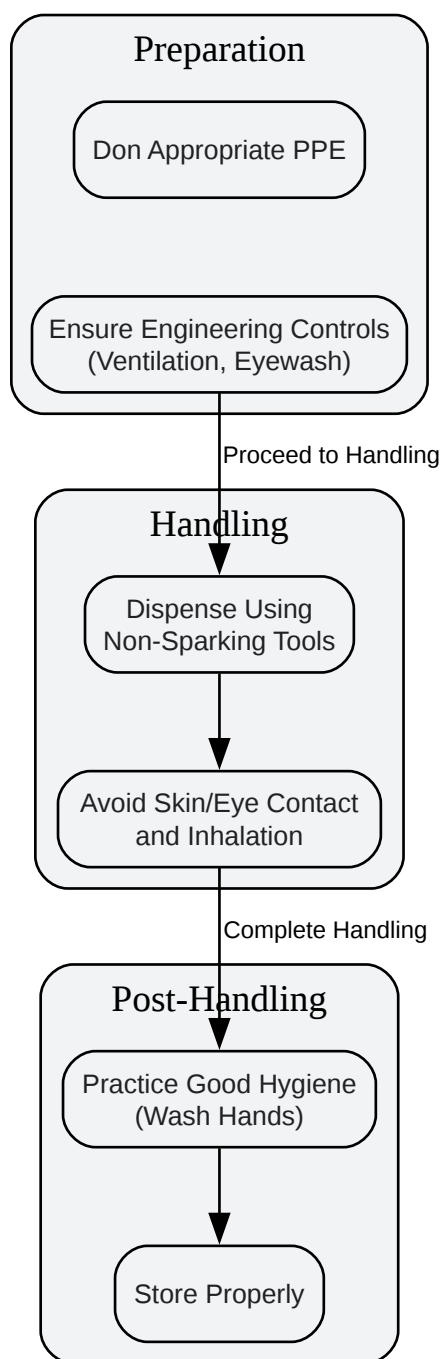 Preparation
Don Appropriate PPE
Ensure Engineering Controls
(Ventilation, Eyewash)
Proceed to Handling
Handling
Dispense Using
Non-Sparking Tools
Avoid Skin/Eye Contact
and Inhalation
Complete Handling
Post-Handling
Practice Good Hygiene
(Wash Hands)
Store Properly